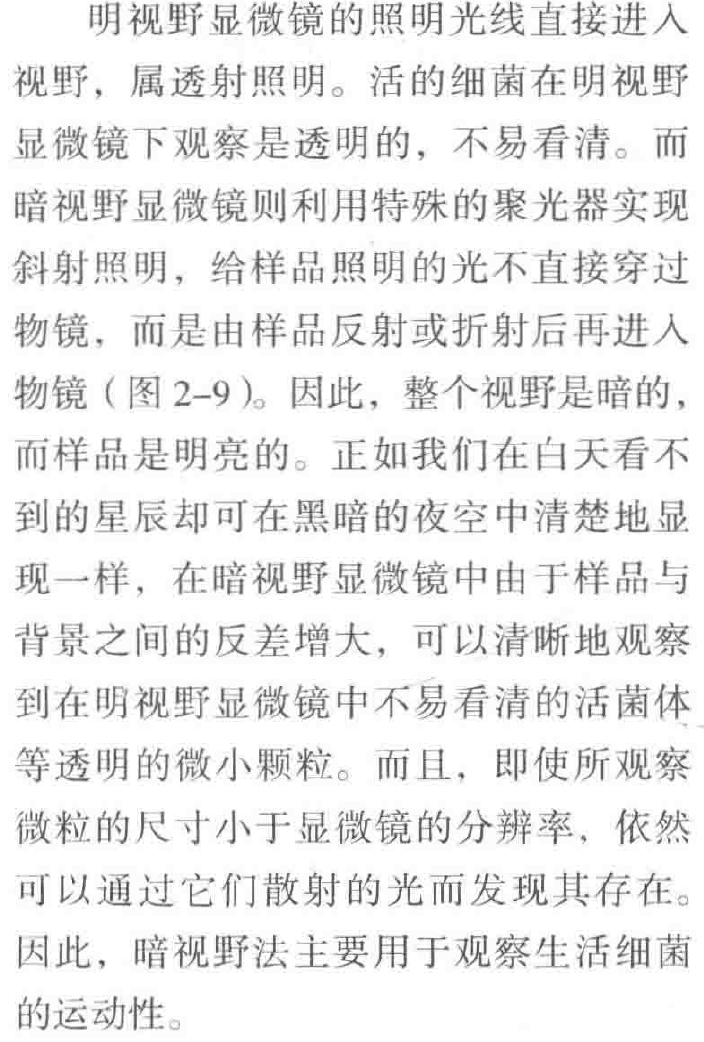 明视野显微镜的照明光线直接进入
视野，属透射照明。活的细菌在明视野
显微镜下观察是透明的，不易看清。而
暗视野显微镜则利用特殊的聚光器实现
斜射照明，给样品照明的光不直接穿过
物镜，而是由样品反射或折射后再进入
物镜（图 2–9）。因此，整个视野是暗的，
而样品是明亮的。正如我们在白天看不
到的星辰却可在黑暗的夜空中清楚地显
现一样，在暗视野显微镜中由于样品与
背景之间的反差增大，可以清晰地观察
到在明视野显微镜中不易看清的活菌体
等透明的微小颗粒。而且，即使所观察
微粒的尺寸小于显微镜的分辨率，依然
可以通过它们散射的光而发现其存在。
因此，暗视野法主要用于观察生活细菌
的运动性。